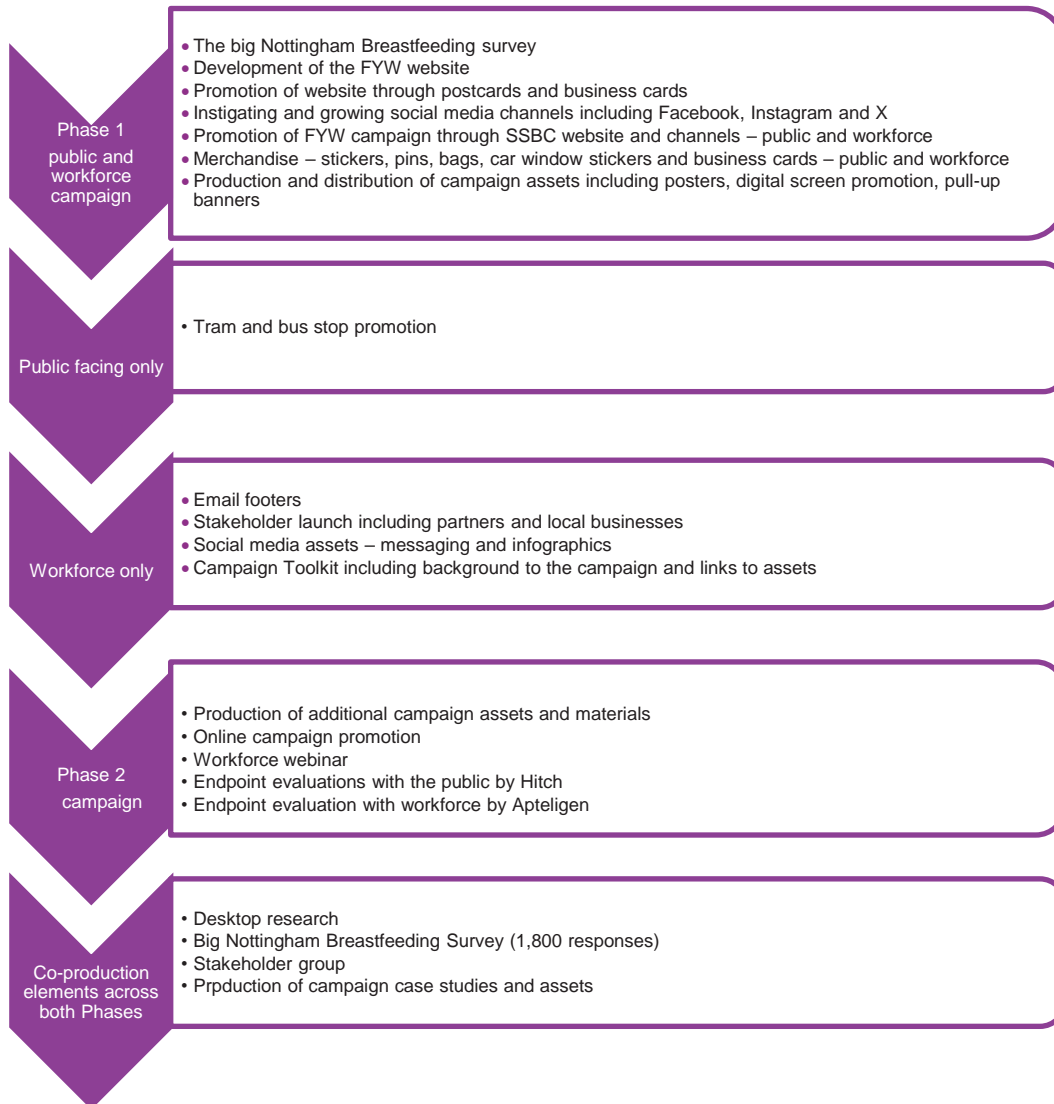 Phase 1
public and
workforce
campaign
• The big Nottingham Breastfeeding survey
• Development of the FYW website
• Promotion of website through postcards and business cards
• Instigating and growing social media channels including Facebook, Instagram and X
• Promotion of FYW campaign through SSBC website and channels – public and workforce
• Merchandise – stickers, pins, bags, car window stickers and business cards – public and workforce
• Production and distribution of campaign assets including posters, digital screen promotion, pull-up
banners
Public facing only
• Tram and bus stop promotion
Workforce only
• Email footers
• Stakeholder launch including partners and local businesses
• Social media assets – messaging and infographics
• Campaign Toolkit including background to the campaign and links to assets
Phase 2
campaign
• Production of additional campaign assets and materials
• Online campaign promotion
• Workforce webinar
• Endpoint evaluations with the public by Hitch
• Endpoint evaluation with workforce by Apteligen
Co-production
elements across
both Phases
• Desktop research
• Big Nottingham Breastfeeding Survey (1,800 responses)
• Stakeholder group
• Prpduction of campaign case studies and assets